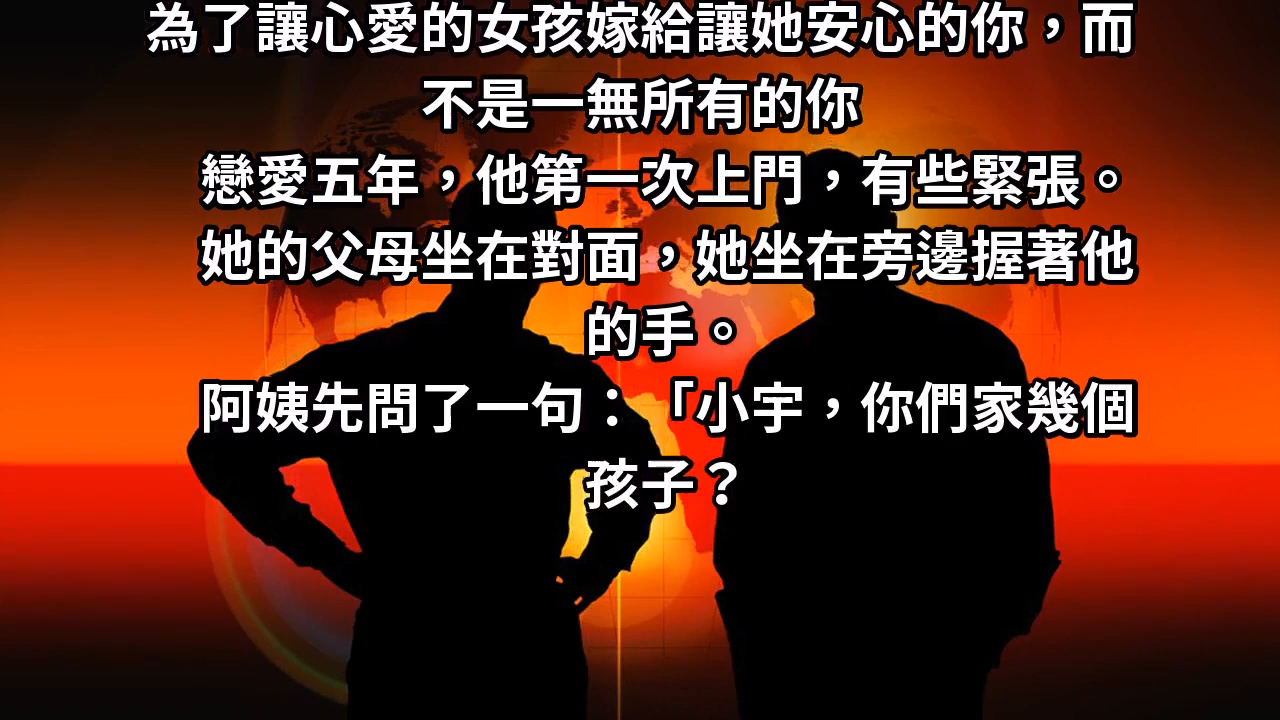 為了讓心愛的女孩嫁給讓她安心的你，而
不是一無所有的你
戀愛五年，他第一次上門，有些緊張。
她的父母坐在對面，她坐在旁邊握著他
的手。
阿姨先問了一句：「小宇，你們家幾個
孩子？